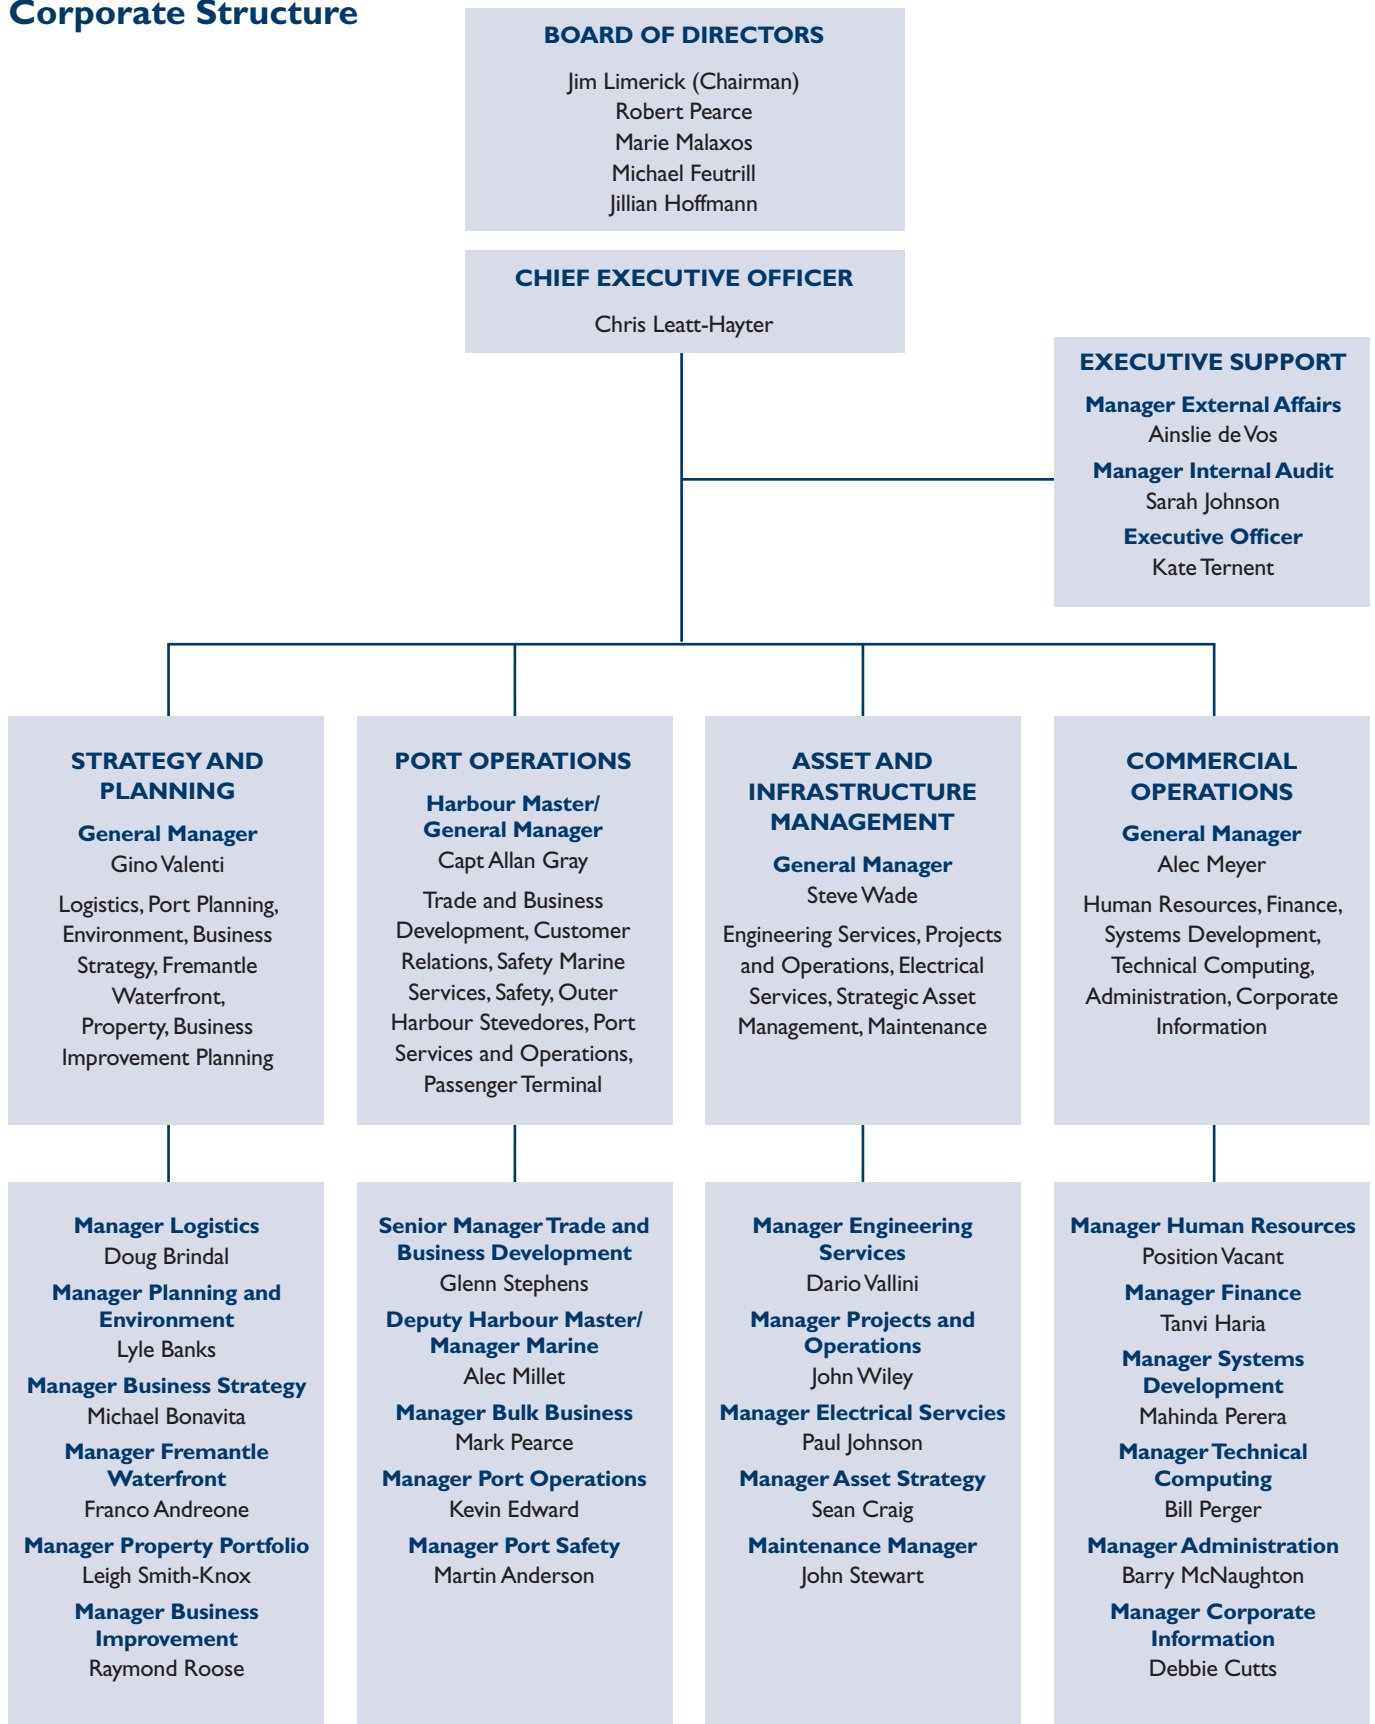 Corporate Structure
BOARD OF DIRECTORS
Jim Limerick (Chairman)
Robert Pearce
Marie Malaxos
Michael Feutrill
Jillian Hoffmann
CHIEF EXECUTIVE OFFICER
Chris Leatt-Hayter
EXECUTIVE SUPPORT
Manager External Affairs
Ainslie de Vos
Manager Internal Audit
Sarah Johnson
Executive Officer
Kate Ternent
STRATEGY AND
PLANNING
General Manager
Gino Valenti
Logistics, Port Planning,
Environment, Business
Strategy, Fremantle
Waterfront,
Property, Business
Improvement Planning
PORT OPERATIONS
Harbour Master/
General Manager
Capt Allan Gray
Trade and Business
Development, Customer
Relations, Safety Marine
Services, Safety, Outer
Harbour Stevedores, Port
Services and Operations,
Passenger Terminal
ASSET AND
INFRASTRUCTURE
MANAGEMENT
General Manager
Steve Wade
Engineering Services, Projects
and Operations, Electrical
Services, Strategic Asset
Management, Maintenance
COMMERCIAL
OPERATIONS
General Manager
Alec Meyer
Human Resources, Finance,
Systems Development,
Technical Computing,
Administration, Corporate
Information
Manager Logistics
Doug Brindal
Manager Planning and
Environment
Lyle Banks
Manager Business Strategy
Michael Bonavita
Manager Fremantle
Waterfront
Franco Andreone
Manager Property Portfolio
Leigh Smith-Knox
Manager Business
Improvement
Raymond Roose
Senior Manager Trade and
Business Development
Glenn Stephens
Deputy Harbour Master/
Manager Marine
Alec Millet
Manager Bulk Business
Mark Pearce
Manager Port Operations
Kevin Edward
Manager Port Safety
Martin Anderson
Manager Engineering
Services
Dario Vallini
Manager Projects and
Operations
John Wiley
Manager Electrical Servcies
Paul Johnson
Manager Asset Strategy
Sean Craig
Maintenance Manager
John Stewart
Manager Human Resources
Position Vacant
Manager Finance
Tanvi Haria
Manager Systems
Development
Mahinda Perera
Manager Technical
Computing
Bill Perger
Manager Administration
Barry McNaughton
Manager Corporate
Information
Debbie Cutts